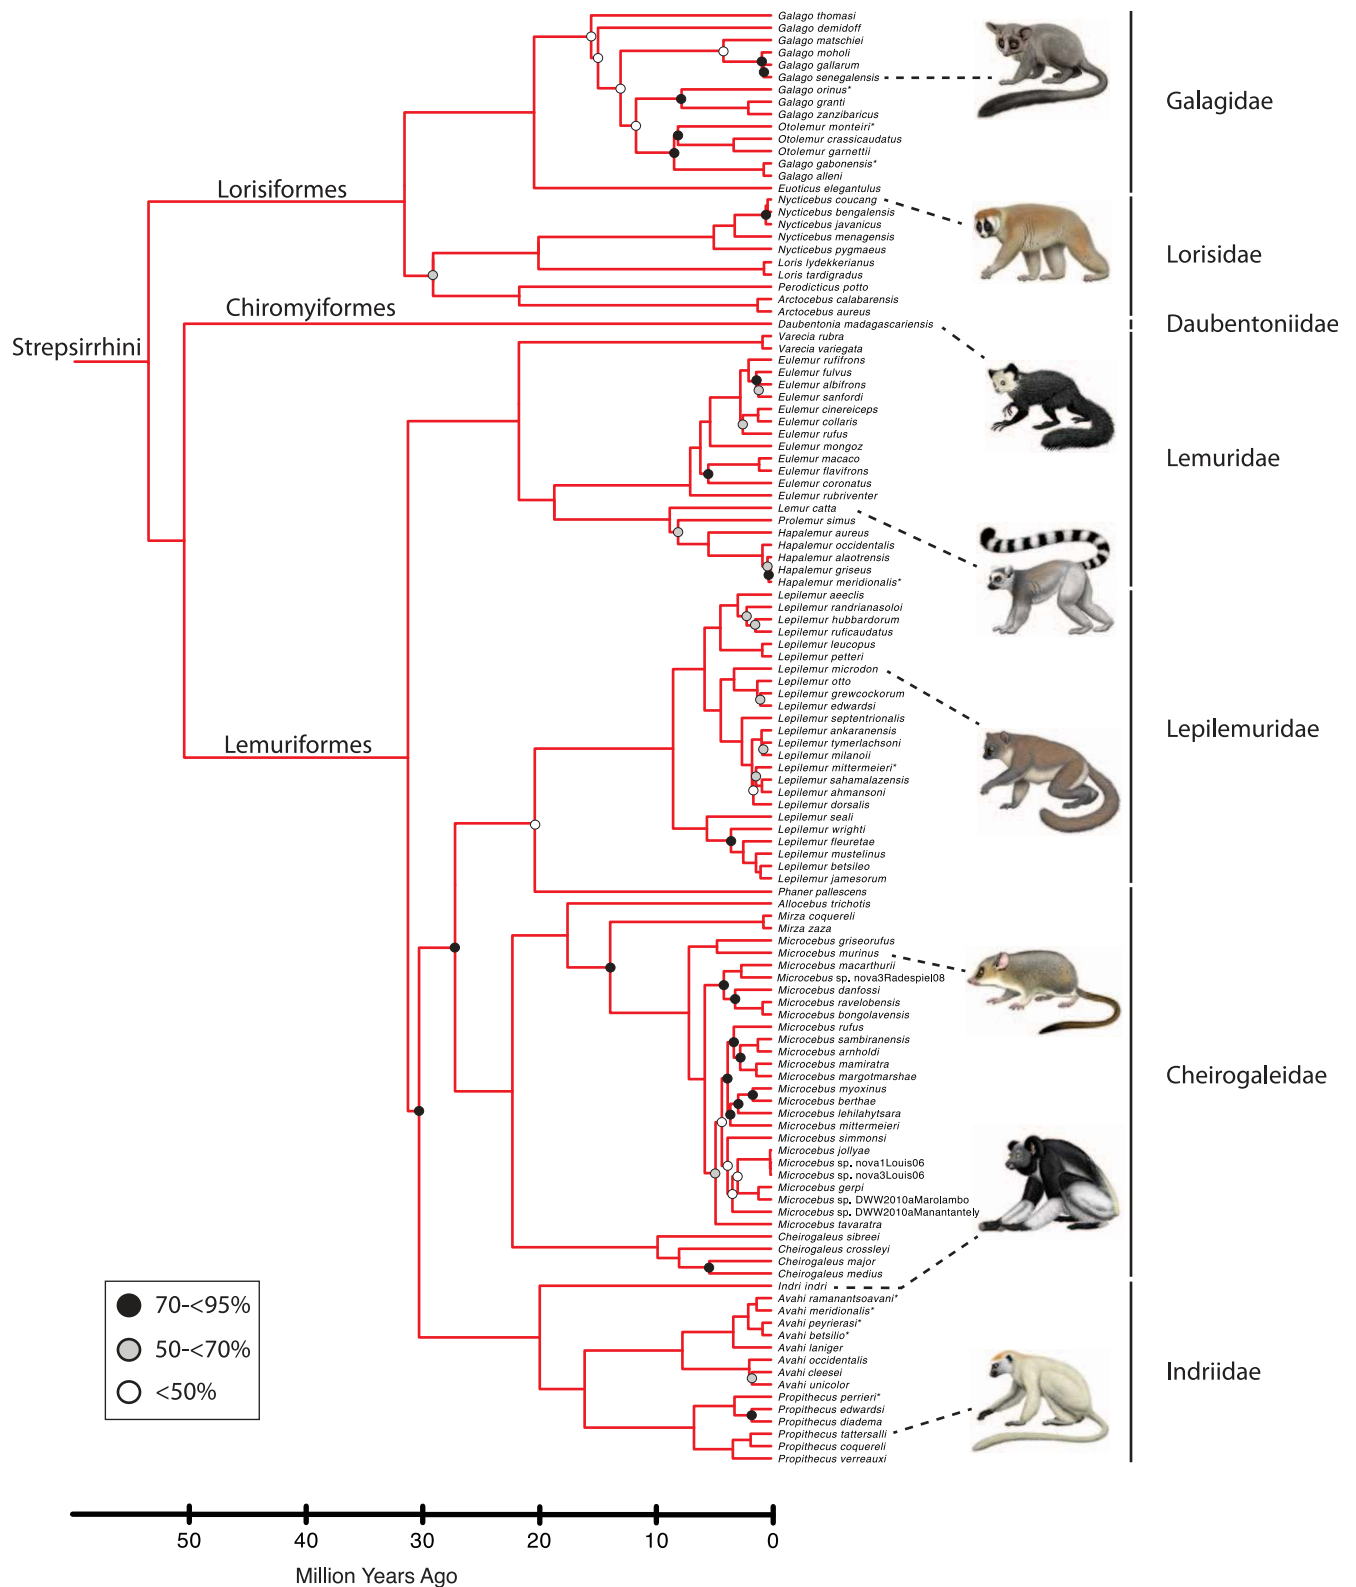 Galago thomasi
Galago demidoff
Galago matschiei
Galago moholi
Galago gallarum
Galago senegalensis
Galago orinus*
Galago granti
Galago zanzibaricus
Otolemur monteiri*
Otolemur crassicaudatus
Otolemur garnettii
Galago gabonensis*
Galago alleni
Euoticus elegantulus
Galagidae
Lorisiformes
Nycticebus coucang
Nycticebus bengalensis
Nycticebus javanicus
Nycticebus menagensis
Nycticebus pygmaeus
Loris lydekkerianus
Loris tardigradus
Perodicticus potto
Arctocebus calabarensis
Arctocebus aureus
Lorisidae
Chiromyiformes
Daubentonia madagascariensis
Daubentoniidae
Strepsirrhini
Varecia rubra
Varecia variegata
Eulemur rufifrons
Eulemur fulvus
Eulemur albifrons
Eulemur sanfordi
Eulemur cinereiceps
Eulemur collaris
Eulemur rufus
Eulemur mongoz
Eulemur macaco
Eulemur flavifrons
Eulemur coronatus
Eulemur rubriventer
Lemur catta
Prolemur simus
Hapalemur aureus
Hapalemur occidentalis
Hapalemur alaotrensis
Hapalemur griseus
Hapalemur meridionalis*
Lemuridae
Lemuriformes
Lepilemur aeeclis
Lepilemur randrianasoloi
Lepilemur hubbardorum
Lepilemur ruficaudatus
Lepilemur leucopus
Lepilemur petteri
Lepilemur microdon
Lepilemur otto
Lepilemur grewcockorum
Lepilemur edwardsi
Lepilemur septentrionalis
Lepilemur ankaranensis
Lepilemur tymerlachsoni
Lepilemur milanoii
Lepilemur mittermeieri*
Lepilemur sahamalazensis
Lepilemur ahmansoni
Lepilemur dorsalis
Lepilemur seali
Lepilemur wrighti
Lepilemur fleuretae
Lepilemur mustelinus
Lepilemur betsileo
Lepilemur jamesorum
Lepilemuridae
Phaner pallescens
Allocebus trichotis
Mirza coquereli
Mirza zaza
Microcebus griseorufus
Microcebus murinus
Microcebus macarthurii
Microcebus sp. nova3Radespiel08
Microcebus danfossi
Microcebus ravelobensis
Microcebus bongolavensis
Microcebus rufus
Microcebus sambiranensis
Microcebus arnholdi
Microcebus mamiratra
Microcebus margotmarshae
Microcebus myoxinus
Microcebus berthae
Microcebus lehilahytsara
Microcebus mittermeieri
Microcebus simmonsi
Microcebus jollyae
Microcebus sp. nova1Louis06
Microcebus sp. nova3Louis06
Microcebus gerpi
Microcebus sp. DWW2010aMarolambo
Microcebus sp. DWW2010aManantantely
Microcebus tavaratra
Cheirogaleus sibreei
Cheirogaleus crossleyi
Cheirogaleus major
Cheirogaleus medius
Cheirogaleidae
Indri indri
Avahi ramanantsoavani*
Avahi meridionalis*
Avahi peyrierasi*
Avahi betsilio*
Avahi laniger
Avahi occidentalis
Avahi cleesei
Avahi unicolor
Propithecus perrieri*
Propithecus edwardsi
Propithecus diadema
Propithecus tattersalli
Propithecus coquereli
Propithecus verreauxi
Indriidae
70-<95%
50-<70%
<50%
50 40 30 20 10 0
Million Years Ago